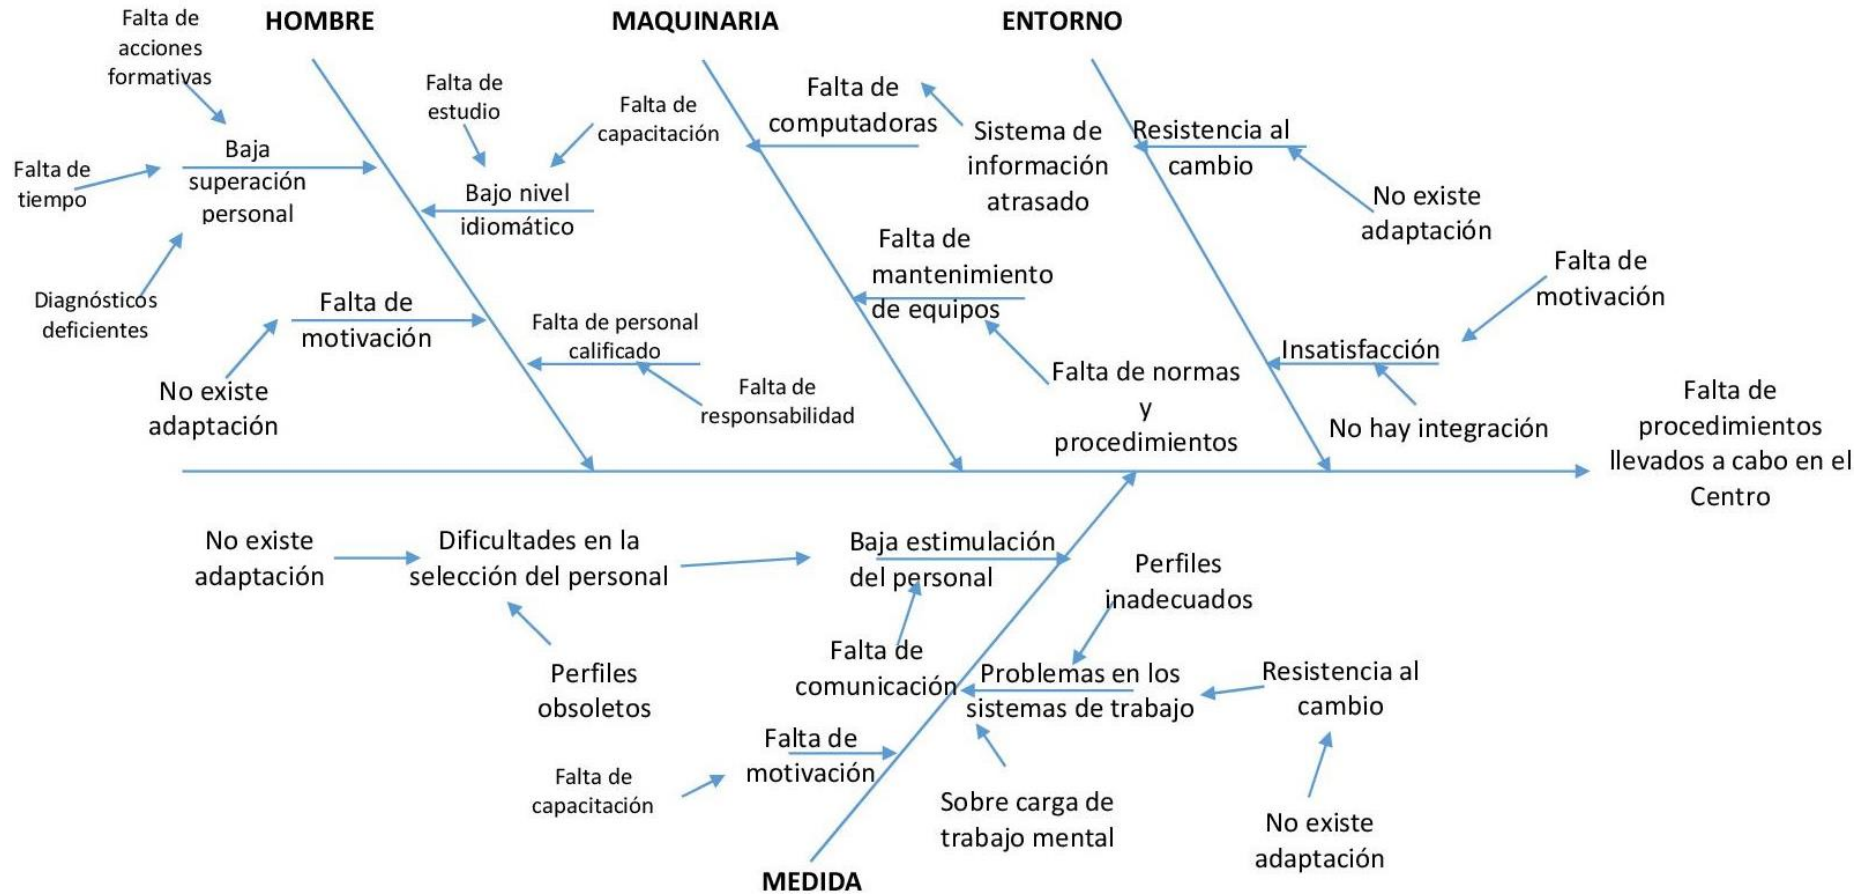 HOMBRE
MAQUINARIA
ENTORNO
Falta de
acciones
formativas
Baja
superación
personal
Falta de
tiempo
Diagnósticos
deficientes
Falta de
estudio
Falta de
capacitación
Bajo nivel
idiomático
Falta de
motivación
No existe
adaptación
Falta de personal
calificado
Falta de
responsabilidad
Falta de
computadoras
Sistema de
información
atrasado
Falta de
mantenimiento
de equipos
Falta de normas
y
procedimientos
Resistencia al
cambio
No existe
adaptación
Falta de
motivación
Insatisfacción
No hay integración
Falta de
procedimientos
llevados a cabo en el
Centro
No existe
adaptación
Dificultades en la
selección del personal
Perfiles
obsoletos
Baja estimulación
del personal
Falta de
comunicación
Perfiles
inadecuados
Problemas en los
sistemas de trabajo
Resistencia al
cambio
No existe
adaptación
Sobre carga de
trabajo mental
Falta de
motivación
Falta de
capacitación
MEDIDA